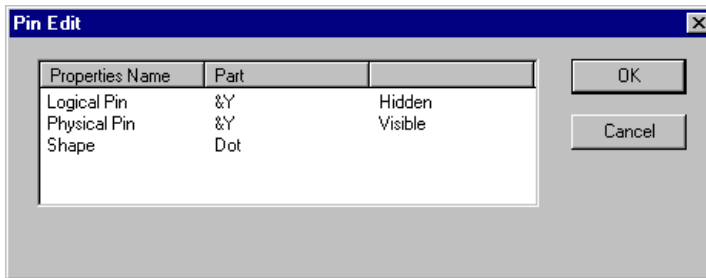 Pin Edit
Properties Name Part
Logical Pin &Y Hidden
Physical Pin &Y Visible
Shape Dot
OK
Cancel